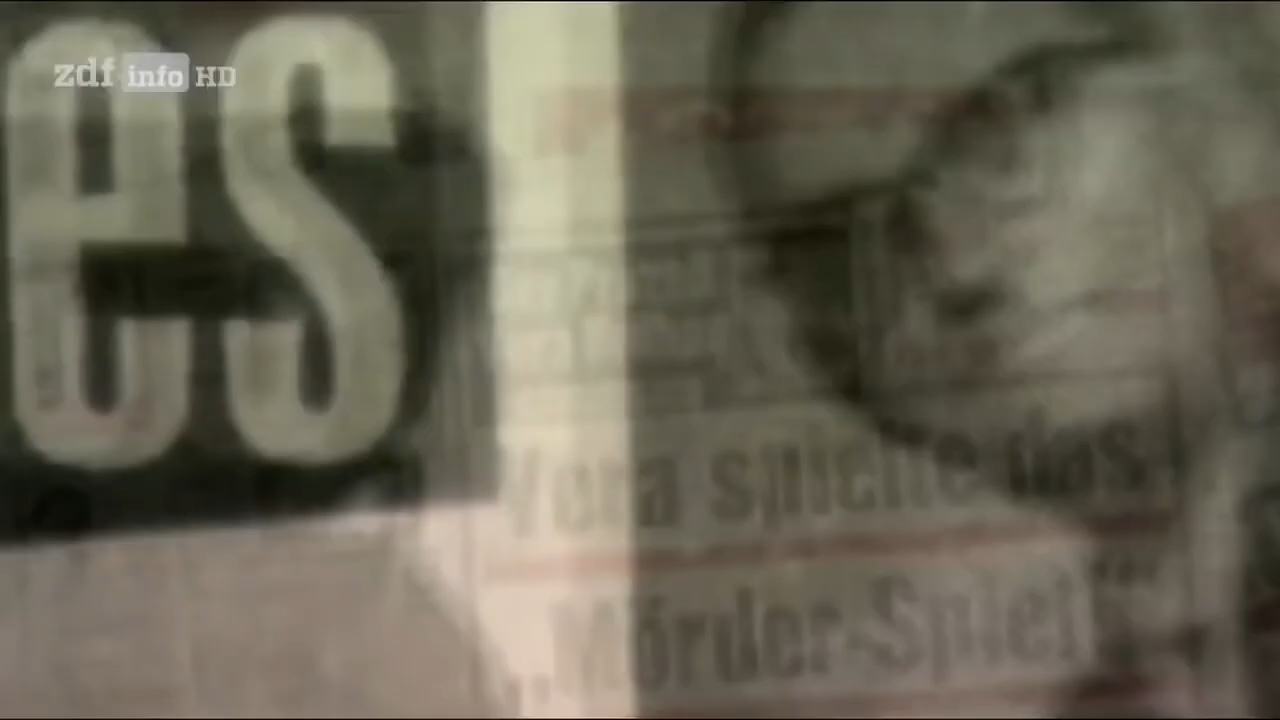 zdf info HD
es
Vera spielte das
„Mörder-Spiel“